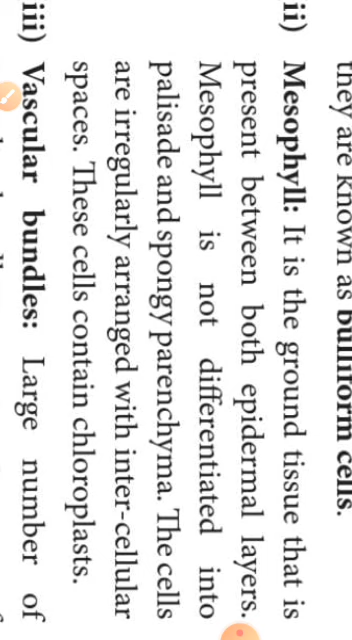 they are known as bulliform cells.
ii) Mesophyll: It is the ground tissue that is
present between both epidermal layers.
Mesophyll is not differentiated into
palisade and spongy parenchyma. The cells
are irregularly arranged with inter-cellular
spaces. These cells contain chloroplasts.
iii) Vascular bundles: Large number of